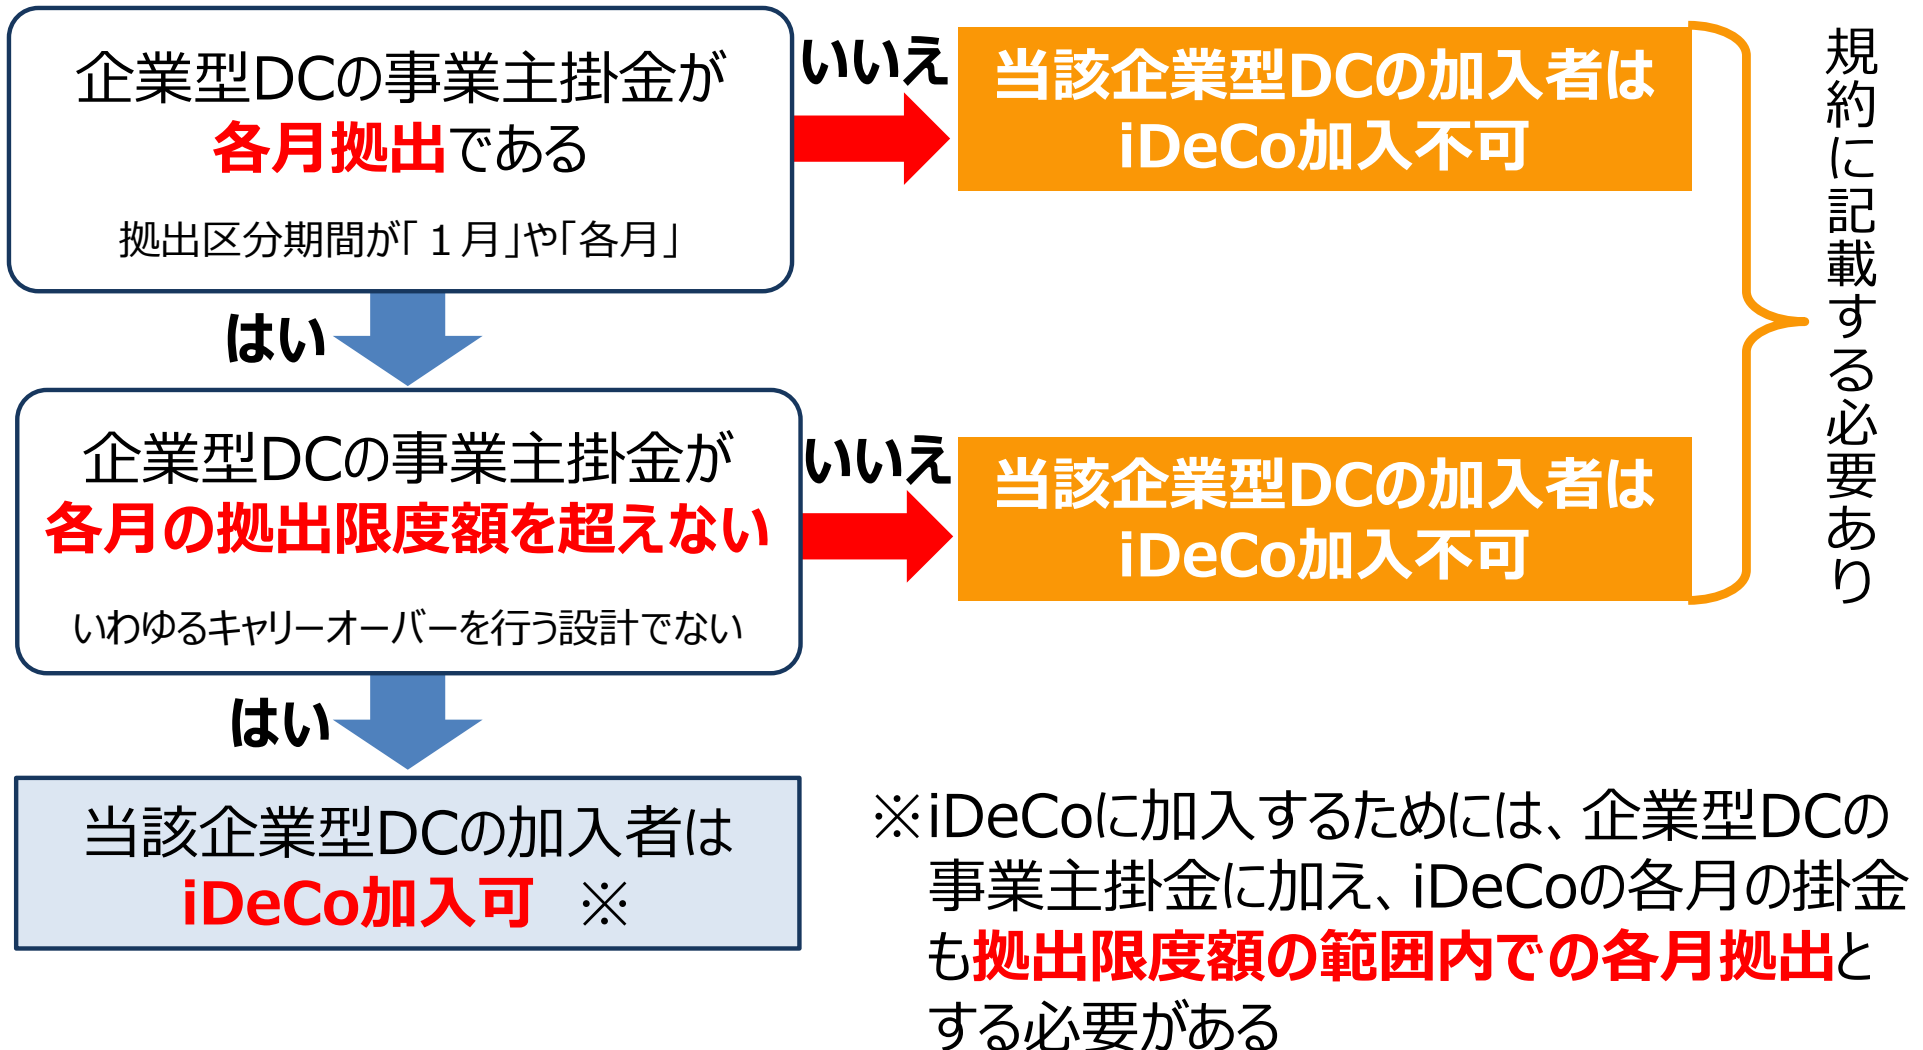 企業型DCの事業主掛金が
各月拠出である
拠出区分期間が「１月」や「各月」
いいえ
当該企業型DCの加入者は
iDeCo加入不可
はい
企業型DCの事業主掛金が
各月の拠出限度額を超えない
いわゆるキャリーオーバーを行う設計でない
いいえ
当該企業型DCの加入者は
iDeCo加入不可
規約に記載する必要あり
はい
当該企業型DCの加入者は
iDeCo加入可　※
※iDeCoに加入するためには、企業型DCの
事業主掛金に加え、iDeCoの各月の掛金
も拠出限度額の範囲内での各月拠出と
する必要がある